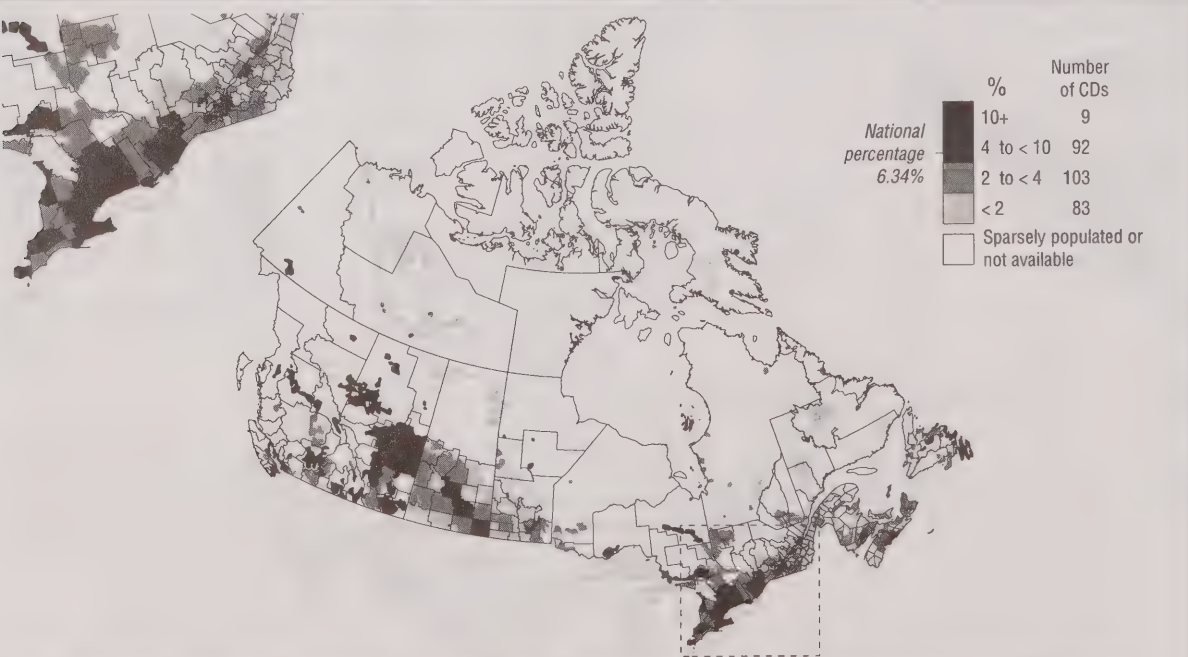 Number
% of CDs
10+ 9
National
percentage
6.34%
4 to < 10 92
2 to < 4 103
< 2 83
Sparsely populated or
not available